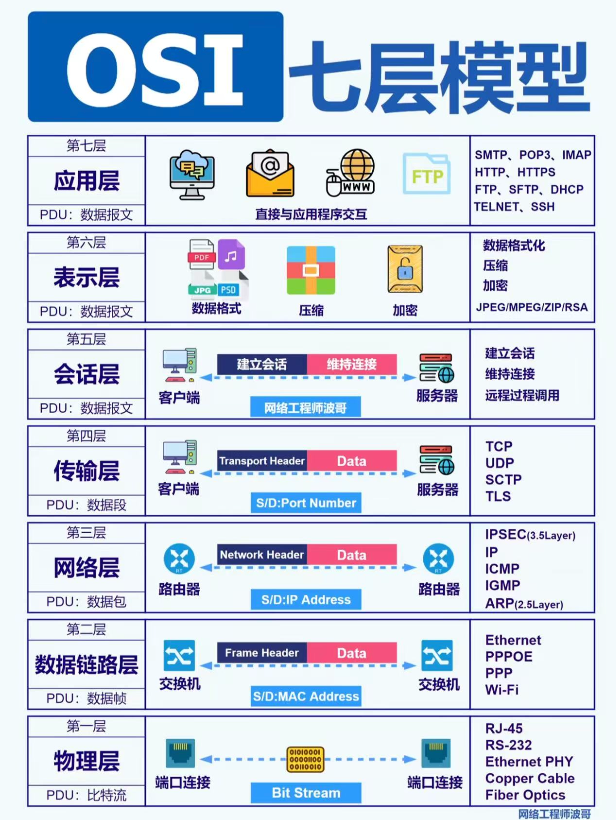 OSI 七层模型
第七层
应用层
PDU：数据报文
@
WWW
FTP
直接与应用程序交互
SMTP、POP3、IMAP
HTTP、HTTPS
FTP、SFTP、DHCP
TELNET、SSH
第六层
表示层
PDU：数据报文
PDF
JPG PSD
数据格式
压缩
加密
数据格式化
压缩
加密
JPEG/MPEG/ZIP/RSA
第五层
会话层
PDU：数据报文
客户端
建立会话 维持连接
网络工程师波哥
服务器
建立会话
维持连接
远程过程调用
第四层
传输层
PDU：数据段
客户端
Transport Header Data
S/D:Port Number
服务器
TCP
UDP
SCTP
TLS
第三层
网络层
PDU：数据包
RT
路由器
Network Header Data
S/D:IP Address
RT
路由器
IPSEC(3.5Layer)
IP
ICMP
IGMP
ARP(2.5Layer)
第二层
数据链路层
PDU：数据帧
交换机
Frame Header Data
S/D:MAC Address
交换机
Ethernet
PPPOE
PPP
Wi-Fi
第一层
物理层
PDU：比特流
端口连接
01010001
00001100
00110010
Bit Stream
端口连接
RJ-45
RS-232
Ethernet PHY
Copper Cable
Fiber Optics
网络工程师波哥